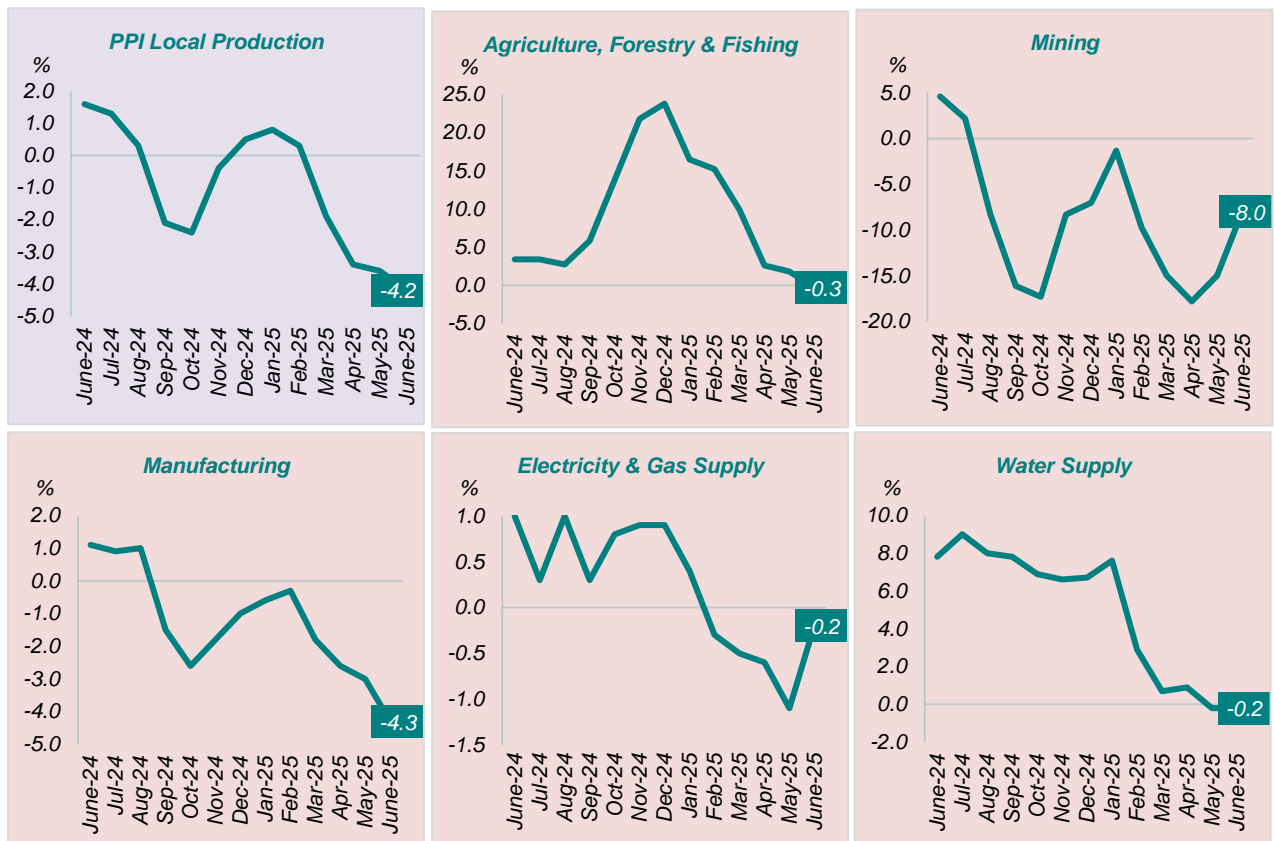 PPI Local Production
%
2.0
1.0
0.0
-1.0
-2.0
-3.0
-4.0
-5.0
-4.2
June-24
Jul-24
Aug-24
Sep-24
Oct-24
Nov-24
Dec-24
Jan-25
Feb-25
Mar-25
Apr-25
May-25
June-25
Agriculture, Forestry & Fishing
%
25.0
20.0
15.0
10.0
5.0
0.0
-5.0
-0.3
June-24
Jul-24
Aug-24
Sep-24
Oct-24
Nov-24
Dec-24
Jan-25
Feb-25
Mar-25
Apr-25
May-25
June-25
Mining
%
5.0
0.0
-5.0
-10.0
-15.0
-20.0
-8.0
June-24
Jul-24
Aug-24
Sep-24
Oct-24
Nov-24
Dec-24
Jan-25
Feb-25
Mar-25
Apr-25
May-25
June-25
Manufacturing
%
2.0
1.0
0.0
-1.0
-2.0
-3.0
-4.0
-5.0
-4.3
June-24
Jul-24
Aug-24
Sep-24
Oct-24
Nov-24
Dec-24
Jan-25
Feb-25
Mar-25
Apr-25
May-25
June-25
Electricity & Gas Supply
%
1.0
0.5
0.0
-0.5
-1.0
-1.5
-0.2
June-24
Jul-24
Aug-24
Sep-24
Oct-24
Nov-24
Dec-24
Jan-25
Feb-25
Mar-25
Apr-25
May-25
June-25
Water Supply
%
10.0
8.0
6.0
4.0
2.0
0.0
-2.0
-0.2
June-24
Jul-24
Aug-24
Sep-24
Oct-24
Nov-24
Dec-24
Jan-25
Feb-25
Mar-25
Apr-25
May-25
June-25